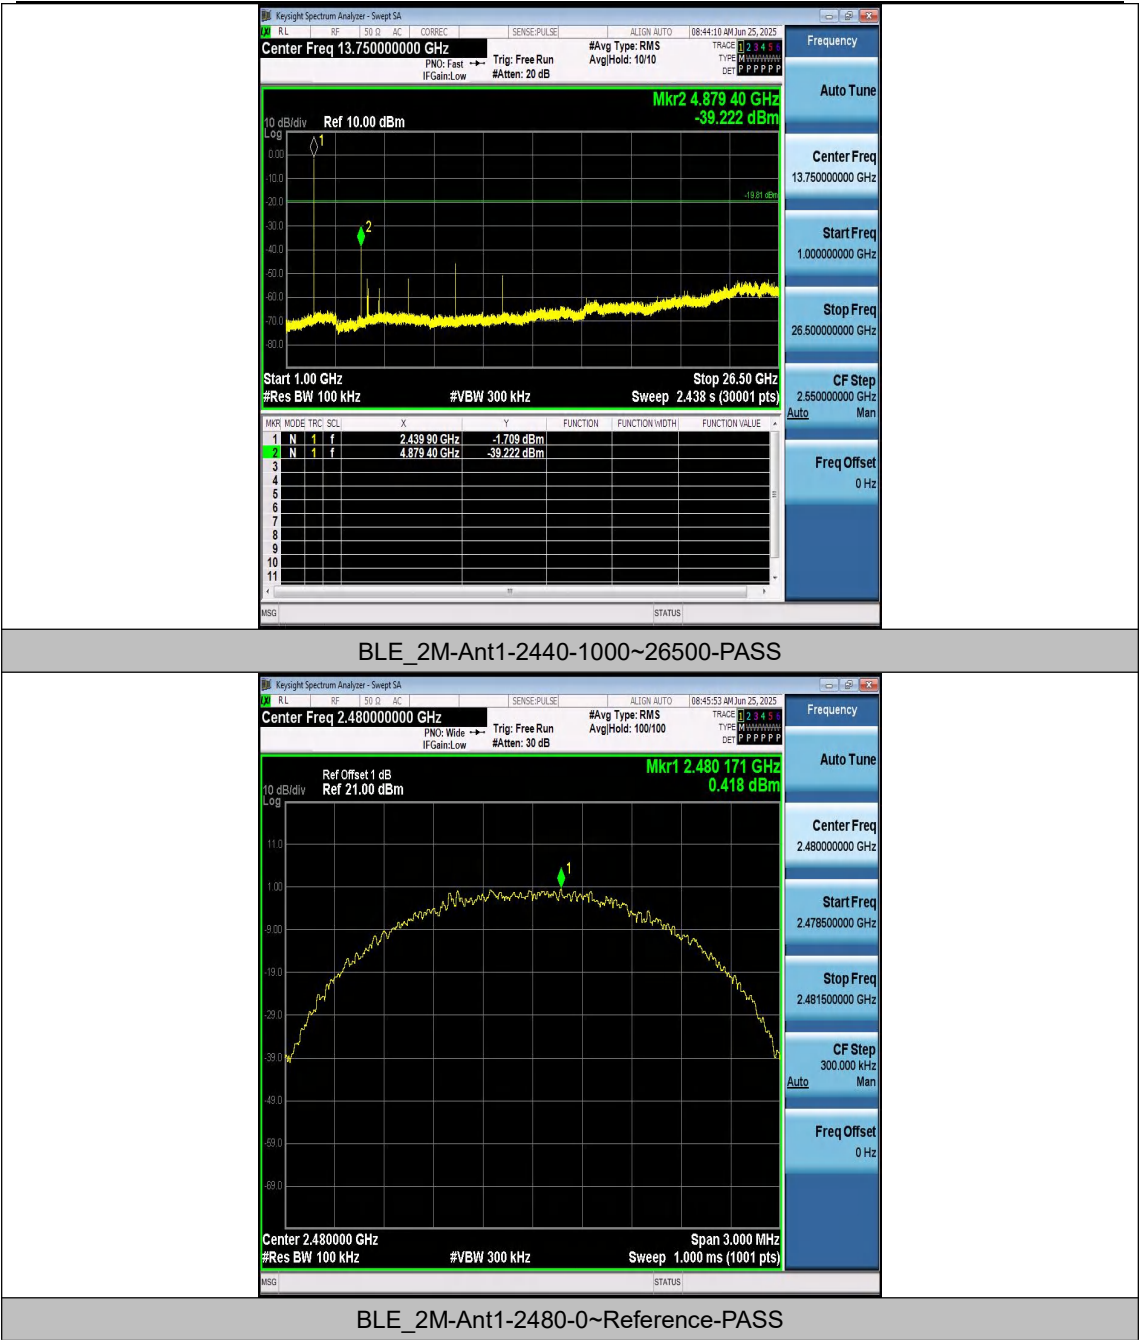 Keysight Spectrum Analyzer - Swept SA
RL RF 50 Ω AC CORREC SENSE:PULSE ALIGN AUTO 08:44:10 AM Jun 25, 2025
Center Freq 13.750000000 GHz
PNO: Fast
IFGain:Low
Trig: Free Run
#Atten: 20 dB
#Avg Type: RMS
Avg|Hold: 10/10
TRACE 1 2 3 4 5 6
TYPE M
DET P P P P P P
Mkr2 4.879 40 GHz
-39.222 dBm
10 dB/div Ref 10.00 dBm
Log
1
0.00
-10.0
-19.81 dBm
-20.0
2
-30.0
-40.0
-50.0
-60.0
-70.0
-80.0
Start 1.00 GHz Stop 26.50 GHz
#Res BW 100 kHz #VBW 300 kHz Sweep 2.438 s (30001 pts)
MKR MODE TRC SCL X Y FUNCTION FUNCTION WIDTH FUNCTION VALUE
1 N 1 f 2.439 90 GHz -1.709 dBm
2 N 1 f 4.879 40 GHz -39.222 dBm
3
4
5
6
7
8
9
10
11
MSG STATUS
Frequency
Auto Tune
Center Freq
13.750000000 GHz
Start Freq
1.000000000 GHz
Stop Freq
26.500000000 GHz
CF Step
2.550000000 GHz
Auto Man
Freq Offset
0 Hz
BLE_2M-Ant1-2440-1000~26500-PASS
Keysight Spectrum Analyzer - Swept SA
RL RF 50 Ω AC SENSE:PULSE ALIGN AUTO 08:45:53 AM Jun 25, 2025
Center Freq 2.480000000 GHz
PNO: Wide
IFGain:Low
Trig: Free Run
#Atten: 30 dB
#Avg Type: RMS
Avg|Hold: 100/100
TRACE 1 2 3 4 5 6
TYPE M
DET P P P P P P
Mkr1 2.480 171 GHz
0.418 dBm
Ref Offset 1 dB
10 dB/div Ref 21.00 dBm
Log
11.0
1
1.00
-9.00
-19.0
-29.0
-39.0
-49.0
-59.0
-69.0
Center 2.480000 GHz Span 3.000 MHz
#Res BW 100 kHz #VBW 300 kHz Sweep 1.000 ms (1001 pts)
MSG STATUS
Frequency
Auto Tune
Center Freq
2.480000000 GHz
Start Freq
2.478500000 GHz
Stop Freq
2.481500000 GHz
CF Step
300.000 kHz
Auto Man
Freq Offset
0 Hz
BLE_2M-Ant1-2480-0~Reference-PASS